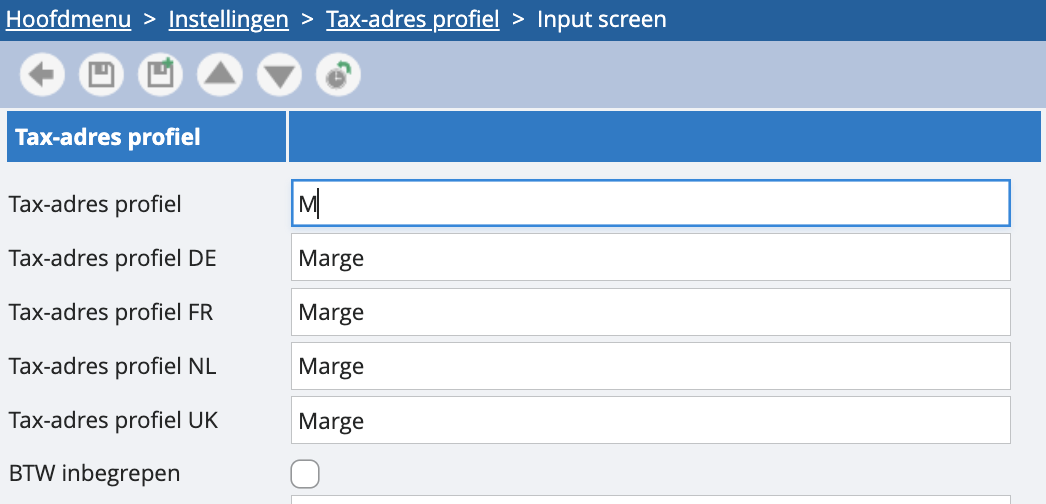 Hoofdmenu > Instellingen > Tax-adres profiel > Input screen
Tax-adres profiel
Tax-adres profiel M
Tax-adres profiel DE Marge
Tax-adres profiel FR Marge
Tax-adres profiel NL Marge
Tax-adres profiel UK Marge
BTW inbegrepen